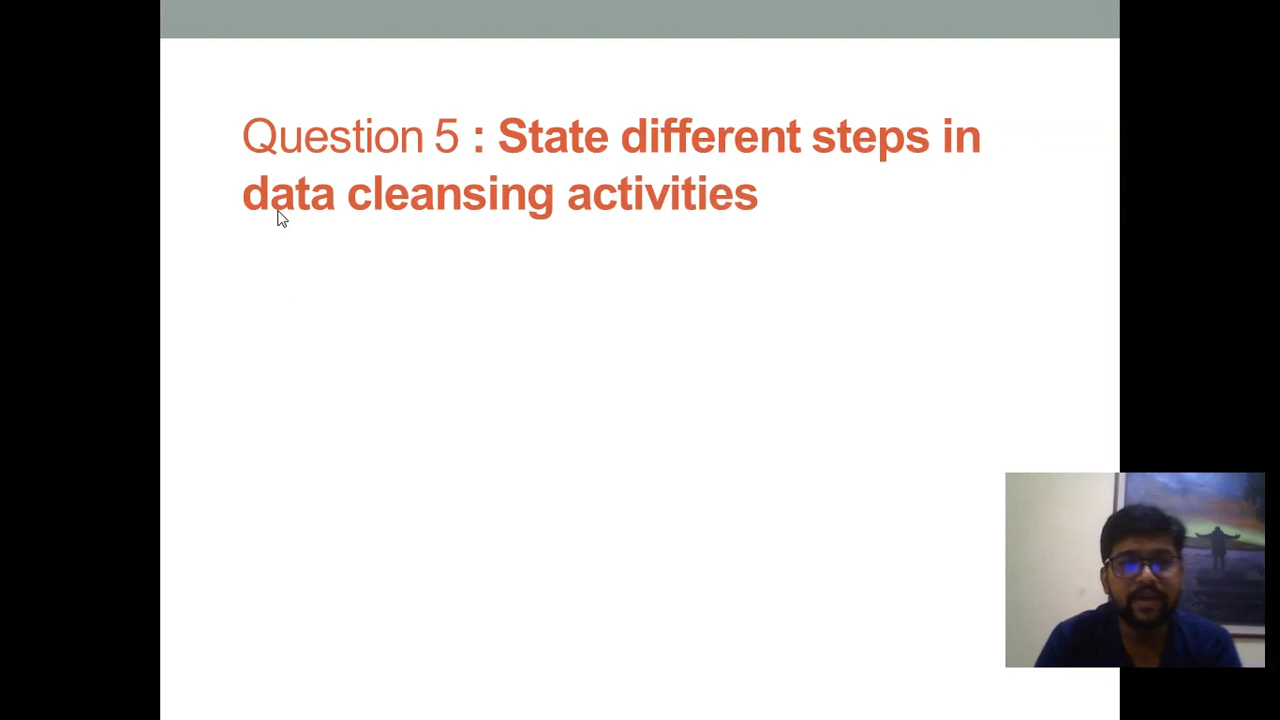 Question 5 : State different steps in
data cleansing activities